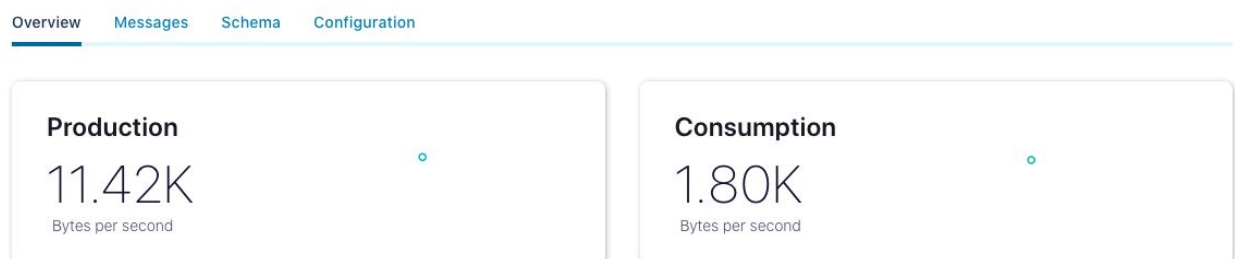 Overview Messages Schema Configuration
Production
11.42K
Bytes per second
Consumption
1.80K
Bytes per second